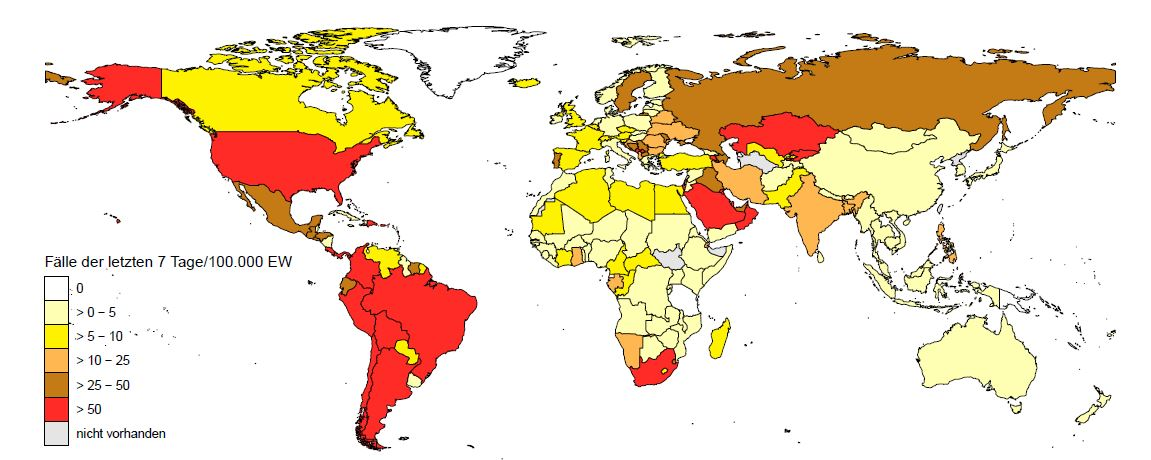 Fälle der letzten 7 Tage/100.000 EW
0
> 0 – 5
> 5 – 10
> 10 – 25
> 25 – 50
> 50
nicht vorhanden